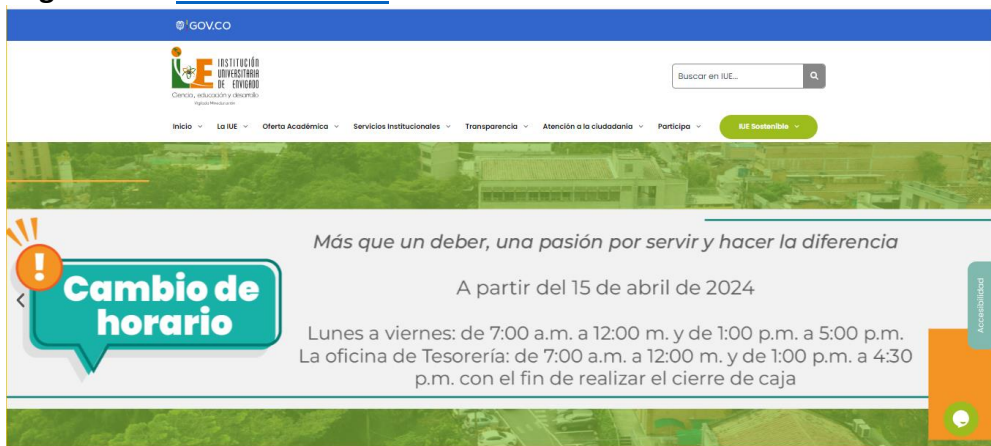 GOV.CO
INSTITUCIÓN
UNIVERSITARIA
DE ENVIGADO
Ciencia, educación y desarrollo
Buscar en IUE...
Inicio
La IUE
Oferta Académica
Servicios Institucionales
Transparencia
Atención a la ciudadanía
Participa
IUE Sostenible
Más que un deber, una pasión por servir y hacer la diferencia
Cambio de
horario
A partir del 15 de abril de 2024
Lunes a viernes: de 7:00 a.m. a 12:00 m. y de 1:00 p.m. a 5:00 p.m.
La oficina de Tesorería: de 7:00 a.m. a 12:00 m. y de 1:00 p.m. a 4:30
p.m. con el fin de realizar el cierre de caja
Accesibilidad